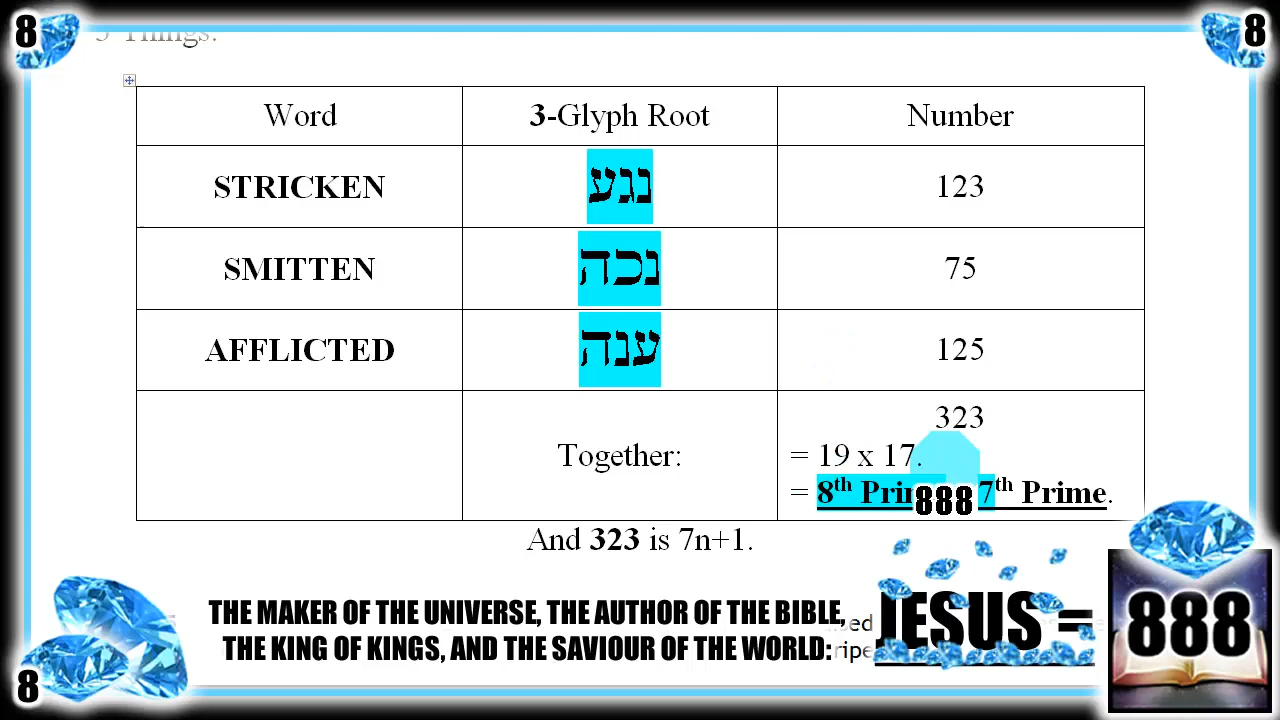 8 8
3 Things:
Word 3-Glyph Root Number
STRICKEN נגע 123
SMITTEN נכה 75
AFFLICTED ענה 125
323
Together: = 19 x 17.
= 8th 888 7th Prime.
And 323 is 7n+1.
THE MAKER OF THE UNIVERSE, THE AUTHOR OF THE BIBLE,
THE KING OF KINGS, AND THE SAVIOUR OF THE WORLD:
JESUS = 888
8